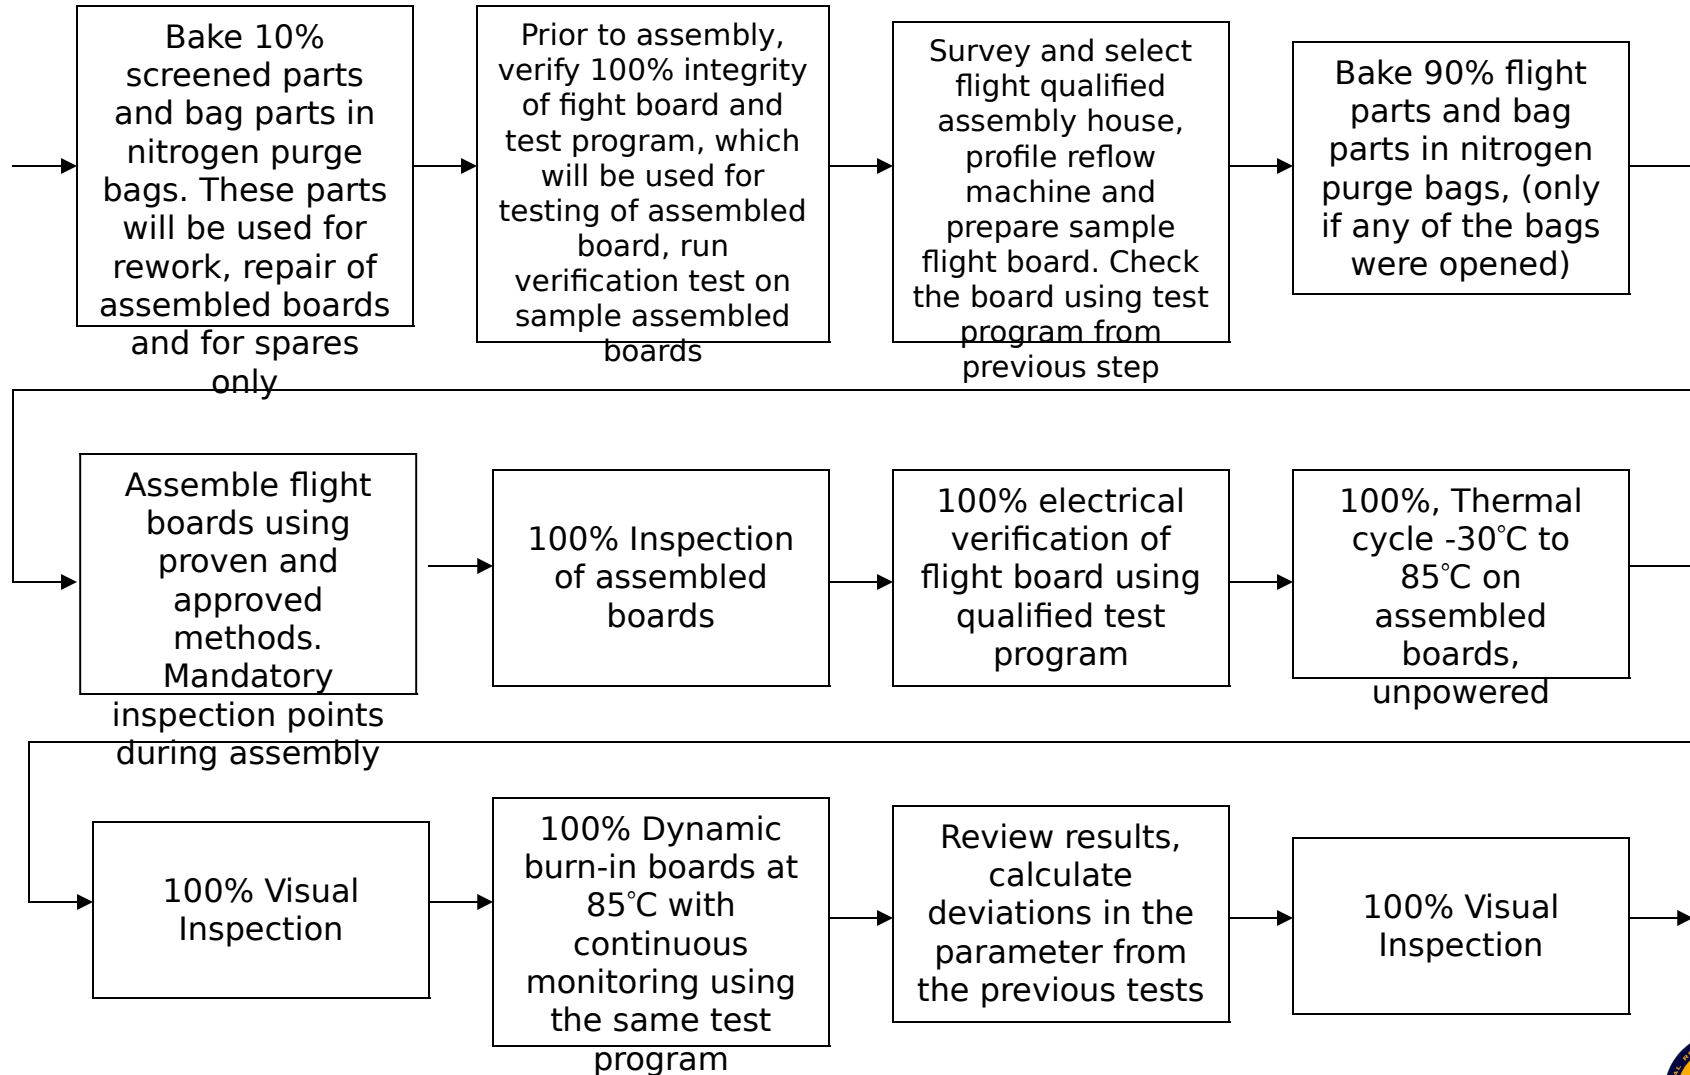 Bake 10%
screened parts
and bag parts in
nitrogen purge
bags. These parts
will be used for
rework, repair of
assembled boards
and for spares
only
Prior to assembly,
verify 100% integrity
of fight board and
test program, which
will be used for
testing of assembled
board, run
verification test on
sample assembled
boards
Survey and select
flight qualified
assembly house,
profile reflow
machine and
prepare sample
flight board. Check
the board using test
program from
previous step
Bake 90% flight
parts and bag
parts in nitrogen
purge bags, (only
if any of the bags
were opened)
Assemble flight
boards using
proven and
approved
methods.
Mandatory
inspection points
during assembly
100% Inspection
of assembled
boards
100% electrical
verification of
flight board using
qualified test
program
100%, Thermal
cycle -30°C to
85°C on
assembled
boards,
unpowered
100% Visual
Inspection
100% Dynamic
burn-in boards at
85°C with
continuous
monitoring using
the same test
program
Review results,
calculate
deviations in the
parameter from
the previous tests
100% Visual
Inspection